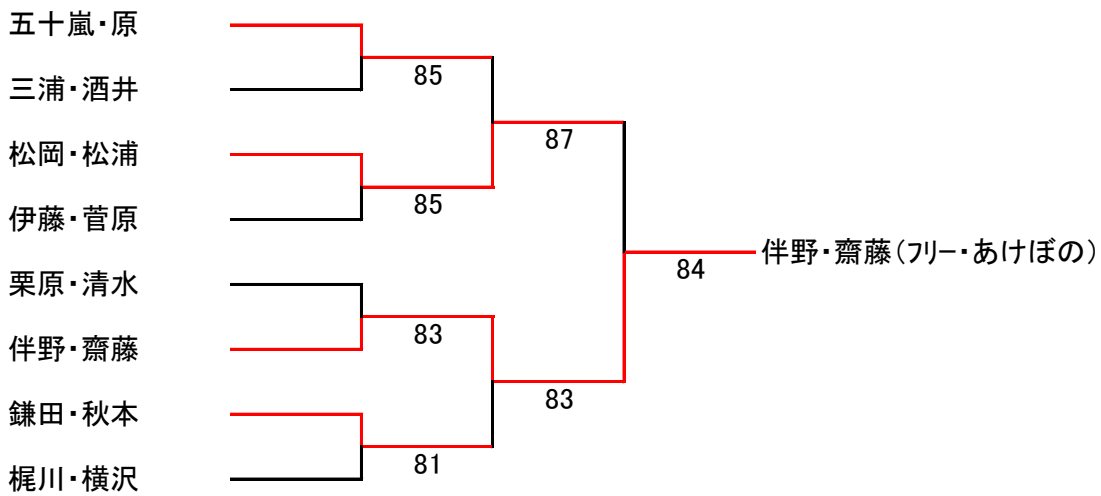 五十嵐・原
三浦・酒井
85
87
松岡・松浦
85
伊藤・菅原
伴野・齋藤(フリー・あけぼの)
84
栗原・清水
83
伴野・齋藤
83
鎌田・秋本
81
梶川・横沢